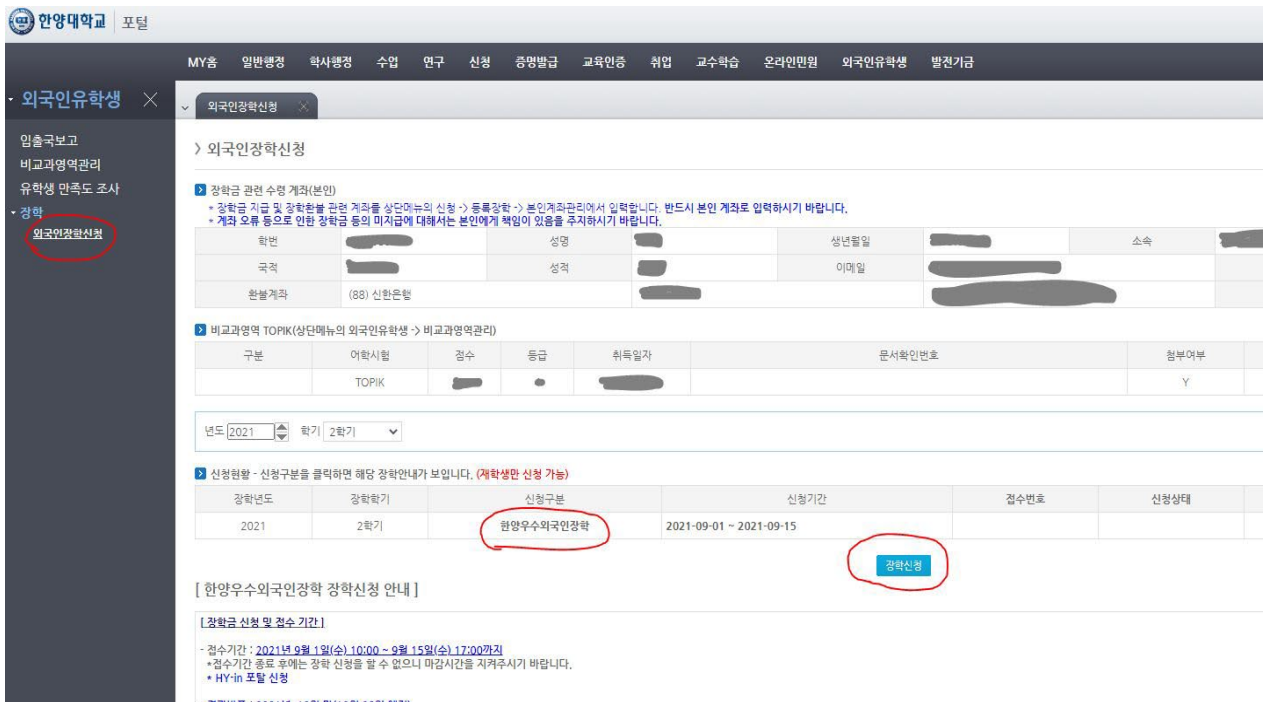 한양대학교 포털
MY홈 일반행정 학사행정 수업 연구 신청 증명발급 교육인증 취업 교수학습 온라인민원 외국인유학생 발전기금
외국인유학생
입출국보고
비교과영역관리
유학생 만족도 조사
장학
외국인장학신청
외국인장학신청
외국인장학신청
장학금 관련 수령 계좌(본인)
* 장학금 지급 및 장학환불 관련 계좌를 상단메뉴의 신청 -> 등록장학 -> 본인계좌관리에서 입력합니다. 반드시 본인 계좌로 입력하시기 바랍니다.
* 계좌 오류 등으로 인한 장학금 등의 미지급에 대해서는 본인에게 책임이 있음을 주지하시기 바랍니다.
학번 성명 생년월일 소속
국적 성적 이메일
환불계좌 (88) 신한은행
비교과영역 TOPIK(상단메뉴의 외국인유학생 -> 비교과영역관리)
구분 어학시험 점수 등급 취득일자 문서확인번호 첨부여부
TOPIK Y
년도 2021 학기 2학기
신청현황 - 신청구분을 클릭하면 해당 장학안내가 보입니다. (재학생만 신청 가능)
장학년도 장학학기 신청구분 신청기간 접수번호 신청상태
2021 2학기 한양우수외국인장학 2021-09-01 ~ 2021-09-15
장학신청
[ 한양우수외국인장학 장학신청 안내 ]
[ 장학금 신청 및 접수 기간 ]
- 접수기간 : 2021년 9월 1일(수) 10:00 ~ 9월 15일(수) 17:00까지
*접수기간 종료 후에는 장학 신청을 할 수 없으니 마감시간을 지켜주시기 바랍니다.
* HY-in 포탈 신청